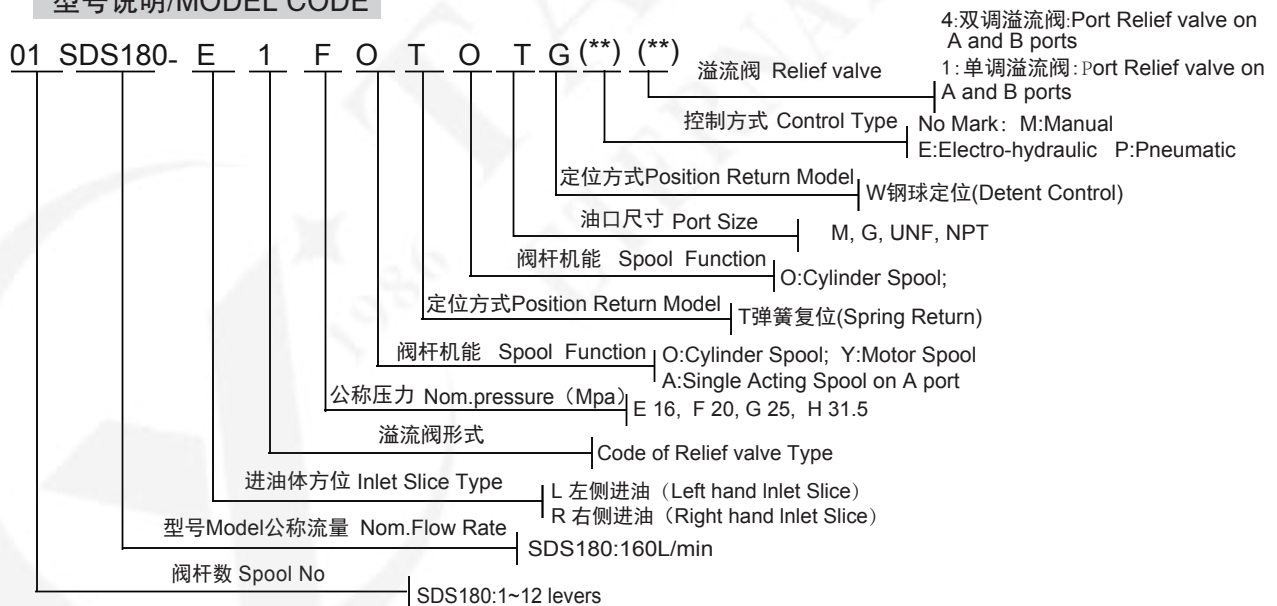 型号说明/MODEL CODE
4:双调溢流阀:Port Relief valve on
A and B ports
01 SDS180- E 1 F O T O T G (**) (**)
溢流阀 Relief valve
1:单调溢流阀:Port Relief valve on
A and B ports
控制方式 Control Type
No Mark: M:Manual
E:Electro-hydraulic P:Pneumatic
定位方式Position Return Model
W钢球定位(Detent Control)
油口尺寸 Port Size
M, G, UNF, NPT
阀杆机能 Spool Function
O:Cylinder Spool;
定位方式Position Return Model
T弹簧复位(Spring Return)
阀杆机能 Spool Function
O:Cylinder Spool; Y:Motor Spool
A:Single Acting Spool on A port
公称压力 Nom.pressure（Mpa）
E 16, F 20, G 25, H 31.5
溢流阀形式
Code of Relief valve Type
进油体方位 Inlet Slice Type
L 左侧进油（Left hand Inlet Slice）
R 右侧进油（Right hand Inlet Slice）
型号Model公称流量 Nom.Flow Rate
SDS180:160L/min
阀杆数 Spool No
SDS180:1~12 levers
1986